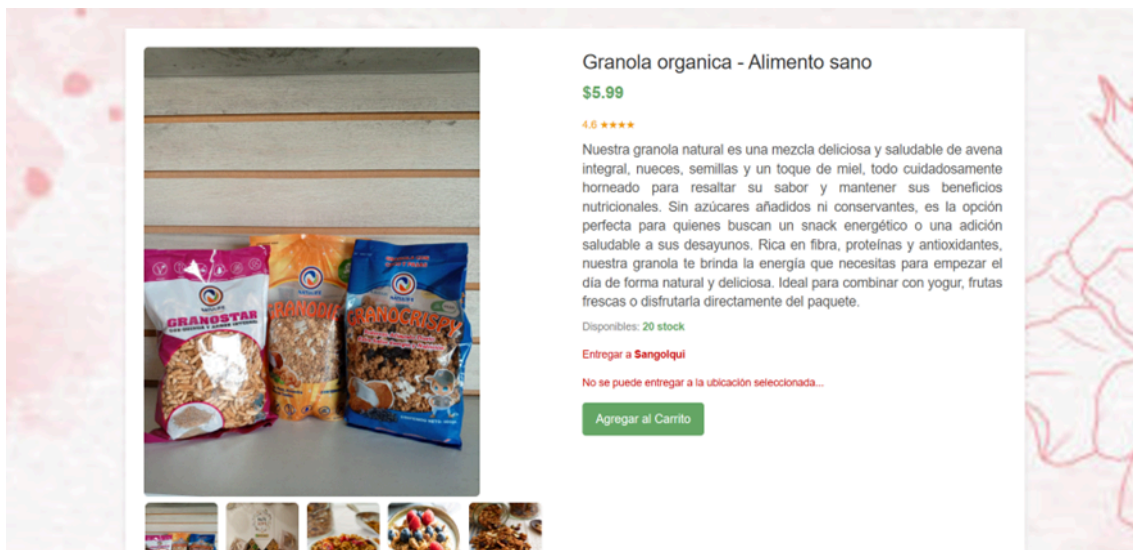 Granola organica - Alimento sano
$5.99
4.6 ★★★★
Nuestra granola natural es una mezcla deliciosa y saludable de avena
integral, nueces, semillas y un toque de miel, todo cuidadosamente
horneado para resaltar su sabor y mantener sus beneficios
nutricionales. Sin azúcares añadidos ni conservantes, es la opción
perfecta para quienes buscan un snack energético o una adición
saludable a sus desayunos. Rica en fibra, proteínas y antioxidantes,
nuestra granola te brinda la energía que necesitas para empezar el
día de forma natural y deliciosa. Ideal para combinar con yogur, frutas
frescas o disfrutarla directamente del paquete.
Disponibles: 20 stock
Entregar a Sangolqui
No se puede entregar a la ubicación seleccionada...
Agregar al Carrito
GRANOSTAR
GRANODI
GRANOCRISPY